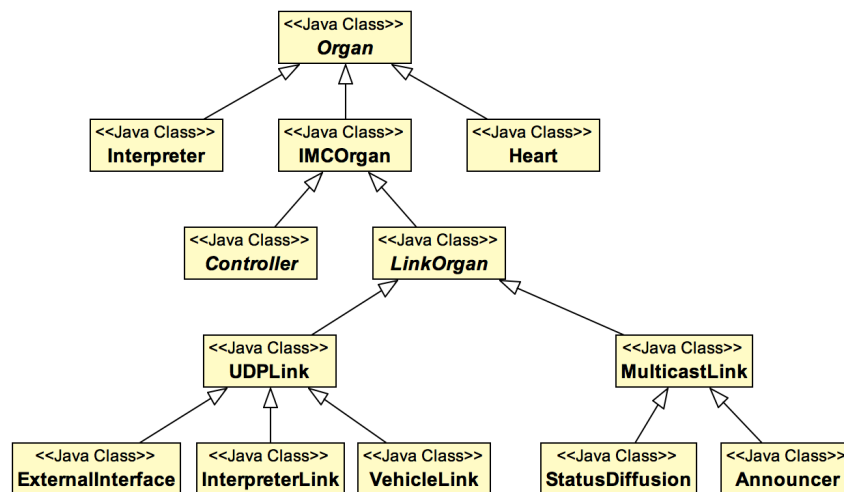 <<Java Class>>
Organ
<<Java Class>>
Interpreter
<<Java Class>>
IMCOrgan
<<Java Class>>
Heart
<<Java Class>>
Controller
<<Java Class>>
LinkOrgan
<<Java Class>>
UDPLink
<<Java Class>>
MulticastLink
<<Java Class>>
ExternalInterface
<<Java Class>>
InterpreterLink
<<Java Class>>
VehicleLink
<<Java Class>>
StatusDiffusion
<<Java Class>>
Announcer